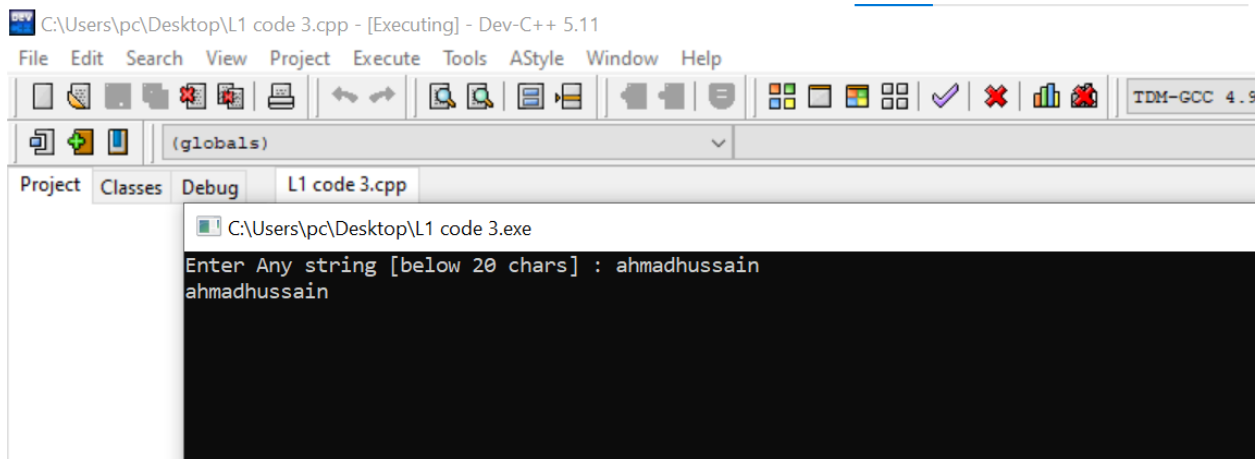 DEV
C:\Users\pc\Desktop\L1 code 3.cpp - [Executing] - Dev-C++ 5.11
File Edit Search View Project Execute Tools AStyle Window Help
TDM-GCC 4.9
(globals)
Project Classes Debug L1 code 3.cpp
C:\Users\pc\Desktop\L1 code 3.exe
Enter Any string [below 20 chars] : ahmadhussain
ahmadhussain